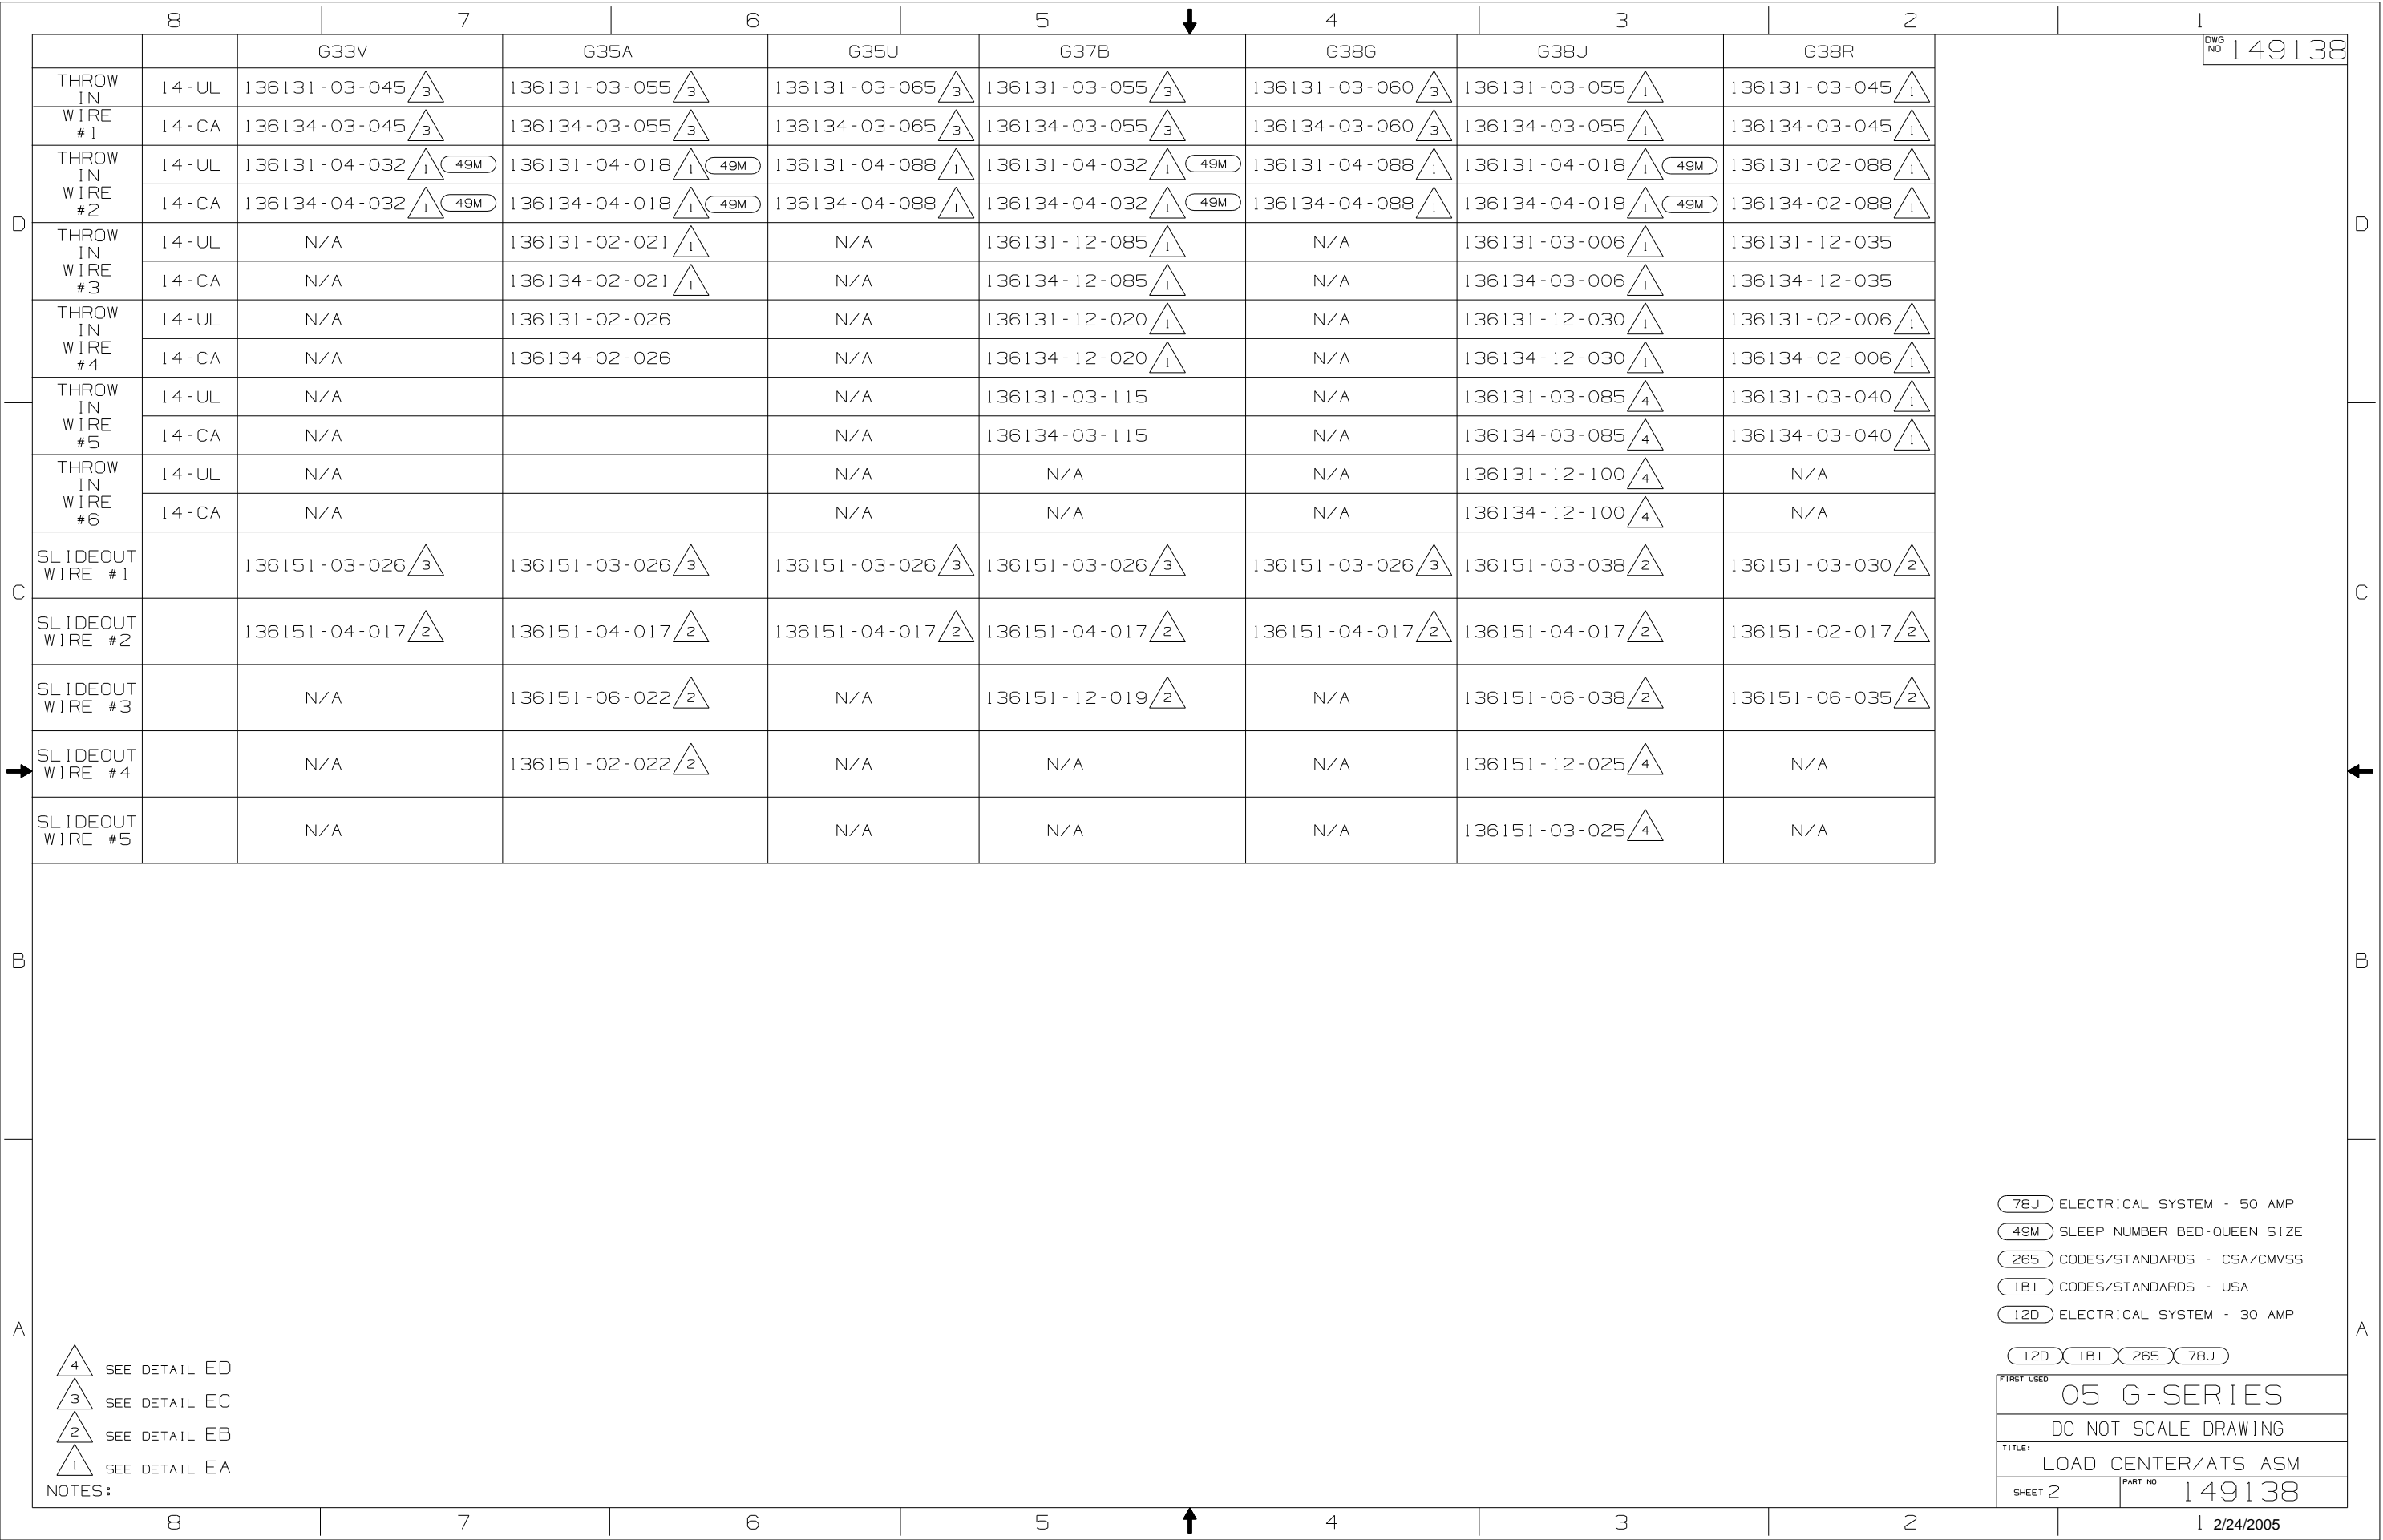 8 7 6 5 4 3 2 1
DWG NO 149138
G33V G35A G35U G37B G38G G38J G38R
THROW IN WIRE #1
14-UL 136131-03-045 3 136131-03-055 3 136131-03-065 3 136131-03-055 3 136131-03-060 3 136131-03-055 1 136131-03-045 1
14-CA 136134-03-045 3 136134-03-055 3 136134-03-065 3 136134-03-055 3 136134-03-060 3 136134-03-055 1 136134-03-045 1
THROW IN WIRE #2
14-UL 136131-04-032 1 49M 136131-04-018 1 49M 136131-04-088 1 136131-04-032 1 49M 136131-04-088 1 136131-04-018 1 49M 136131-02-088 1
14-CA 136134-04-032 1 49M 136134-04-018 1 49M 136134-04-088 1 136134-04-032 1 49M 136134-04-088 1 136134-04-018 1 49M 136134-02-088 1
D D
THROW IN WIRE #3
14-UL N/A 136131-02-021 1 N/A 136131-12-085 1 N/A 136131-03-006 1 136131-12-035
14-CA N/A 136134-02-021 1 N/A 136134-12-085 1 N/A 136134-03-006 1 136134-12-035
THROW IN WIRE #4
14-UL N/A 136131-02-026 N/A 136131-12-020 1 N/A 136131-12-030 1 136131-02-006 1
14-CA N/A 136134-02-026 N/A 136134-12-020 1 N/A 136134-12-030 1 136134-02-006 1
THROW IN WIRE #5
14-UL N/A N/A 136131-03-115 N/A 136131-03-085 4 136131-03-040 1
14-CA N/A N/A 136134-03-115 N/A 136134-03-085 4 136134-03-040 1
THROW IN WIRE #6
14-UL N/A N/A N/A N/A 136131-12-100 4 N/A
14-CA N/A N/A N/A N/A 136134-12-100 4 N/A
SLIDEOUT WIRE #1 136151-03-026 3 136151-03-026 3 136151-03-026 3 136151-03-026 3 136151-03-026 3 136151-03-038 2 136151-03-030 2
C C
SLIDEOUT WIRE #2 136151-04-017 2 136151-04-017 2 136151-04-017 2 136151-04-017 2 136151-04-017 2 136151-04-017 2 136151-02-017 2
SLIDEOUT WIRE #3 N/A 136151-06-022 2 N/A 136151-12-019 2 N/A 136151-06-038 2 136151-06-035 2
SLIDEOUT WIRE #4 N/A 136151-02-022 2 N/A N/A N/A 136151-12-025 4 N/A
SLIDEOUT WIRE #5 N/A N/A N/A N/A 136151-03-025 4 N/A
B B
78J ELECTRICAL SYSTEM - 50 AMP
49M SLEEP NUMBER BED-QUEEN SIZE
265 CODES/STANDARDS - CSA/CMVSS
1B1 CODES/STANDARDS - USA
12D ELECTRICAL SYSTEM - 30 AMP
A A
12D 1B1 265 78J
4 SEE DETAIL ED
3 SEE DETAIL EC
2 SEE DETAIL EB
1 SEE DETAIL EA
NOTES:
FIRST USED
05 G-SERIES
DO NOT SCALE DRAWING
TITLE:
LOAD CENTER/ATS ASM
SHEET 2 PART NO 149138
8 7 6 5 4 3 2 1 2/24/2005